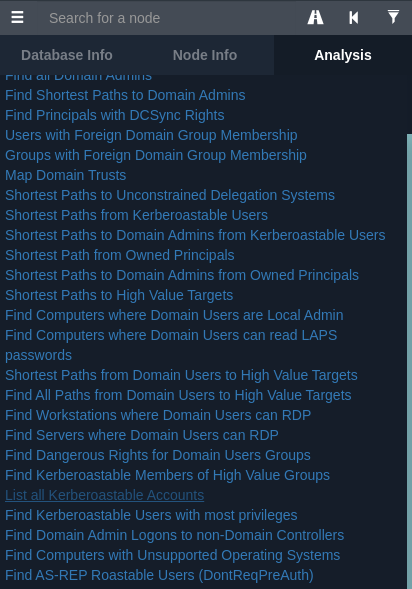 Search for a node
Database Info
Node Info
Analysis
Find all Domain Admins
Find Shortest Paths to Domain Admins
Find Principals with DCSync Rights
Users with Foreign Domain Group Membership
Groups with Foreign Domain Group Membership
Map Domain Trusts
Shortest Paths to Unconstrained Delegation Systems
Shortest Paths from Kerberoastable Users
Shortest Paths to Domain Admins from Kerberoastable Users
Shortest Path from Owned Principals
Shortest Paths to Domain Admins from Owned Principals
Shortest Paths to High Value Targets
Find Computers where Domain Users are Local Admin
Find Computers where Domain Users can read LAPS
passwords
Shortest Paths from Domain Users to High Value Targets
Find All Paths from Domain Users to High Value Targets
Find Workstations where Domain Users can RDP
Find Servers where Domain Users can RDP
Find Dangerous Rights for Domain Users Groups
Find Kerberoastable Members of High Value Groups
List all Kerberoastable Accounts
Find Kerberoastable Users with most privileges
Find Domain Admin Logons to non-Domain Controllers
Find Computers with Unsupported Operating Systems
Find AS-REP Roastable Users (DontReqPreAuth)